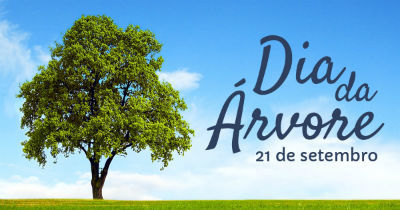 Dia
da
Árvore
21 de setembro